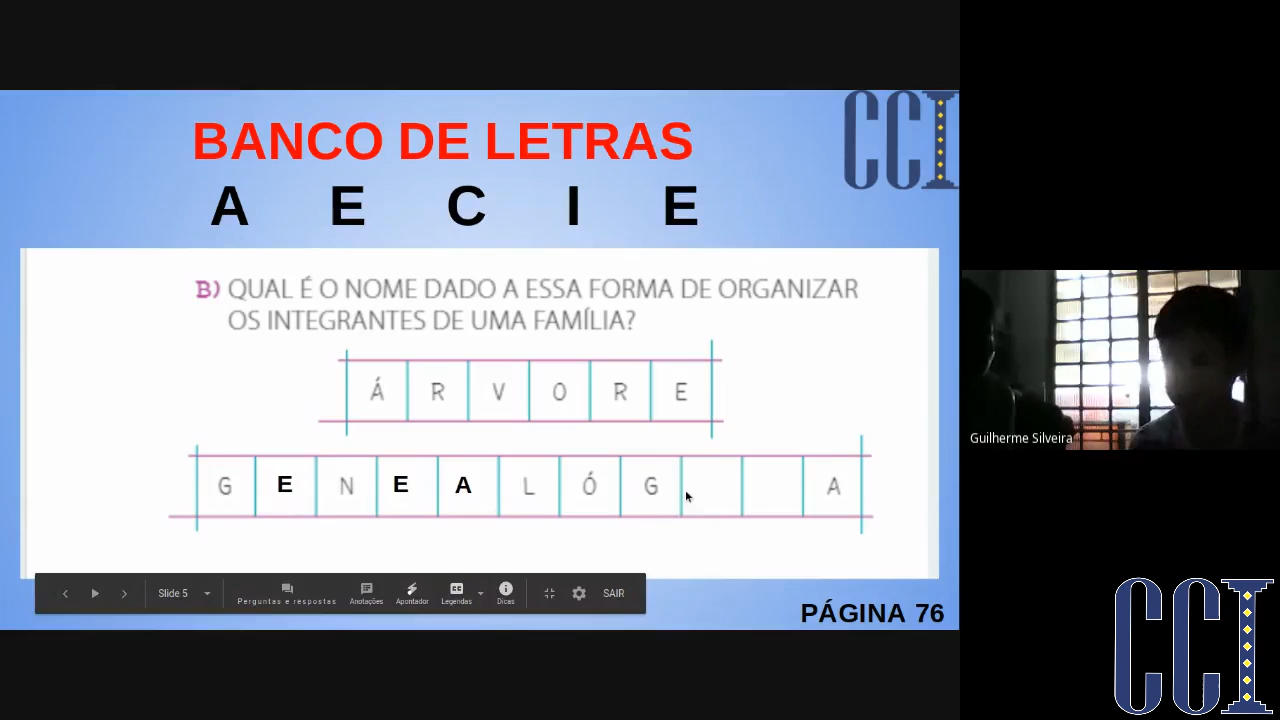 BANCO DE LETRAS
A E C I E
CCI
B) QUAL É O NOME DADO A ESSA FORMA DE ORGANIZAR
OS INTEGRANTES DE UMA FAMÍLIA?
Á R V O R E
G E N E A L Ó G A
Slide 5
Perguntas e respostas
Anotações
Apontador
CC
Legendas
Dicas
SAIR
PÁGINA 76
Guilherme Silveira
CCI